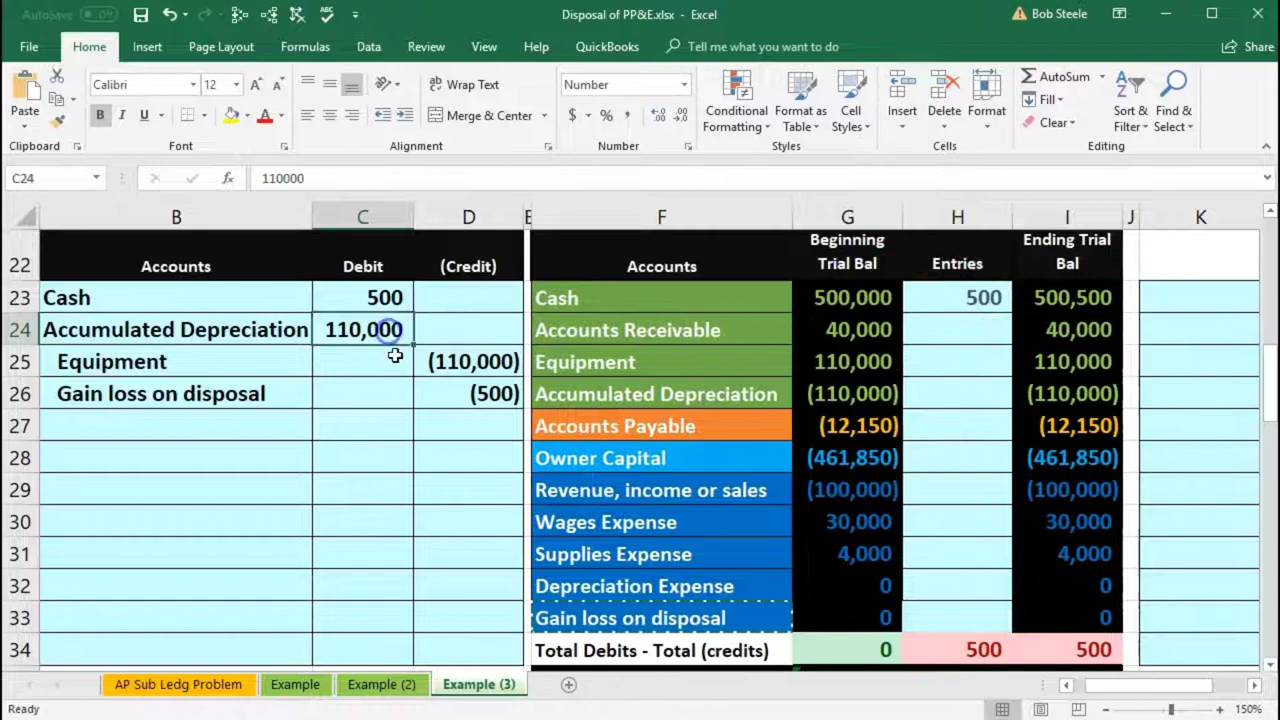 AutoSave Off Disposal of PP&E.xlsx - Excel Bob Steele
File Home Insert Page Layout Formulas Data Review View Help QuickBooks Tell me what you want to do Share
Paste Calibri 12 A A ab Wrap Text Number AutoSum
B I U A Merge & Center $ % , Conditional Formatting Format as Table Cell Styles Insert Delete Format Fill Clear Sort & Filter Find & Select
Clipboard Font Alignment Number Styles Cells Editing
C24 fx 110000
B C D E F G H I J K
22 Accounts Debit (Credit) Accounts Beginning Trial Bal Entries Ending Trial Bal
23 Cash 500 Cash 500,000 500 500,500
24 Accumulated Depreciation 110,000 Accounts Receivable 40,000 40,000
25 Equipment (110,000) Equipment 110,000 110,000
26 Gain loss on disposal (500) Accumulated Depreciation (110,000) (110,000)
27 Accounts Payable (12,150) (12,150)
28 Owner Capital (461,850) (461,850)
29 Revenue, income or sales (100,000) (100,000)
30 Wages Expense 30,000 30,000
31 Supplies Expense 4,000 4,000
32 Depreciation Expense 0 0
33 Gain loss on disposal 0 0
34 Total Debits - Total (credits) 0 500 500
AP Sub Ledg Problem Example Example (2) Example (3)
Ready 150%